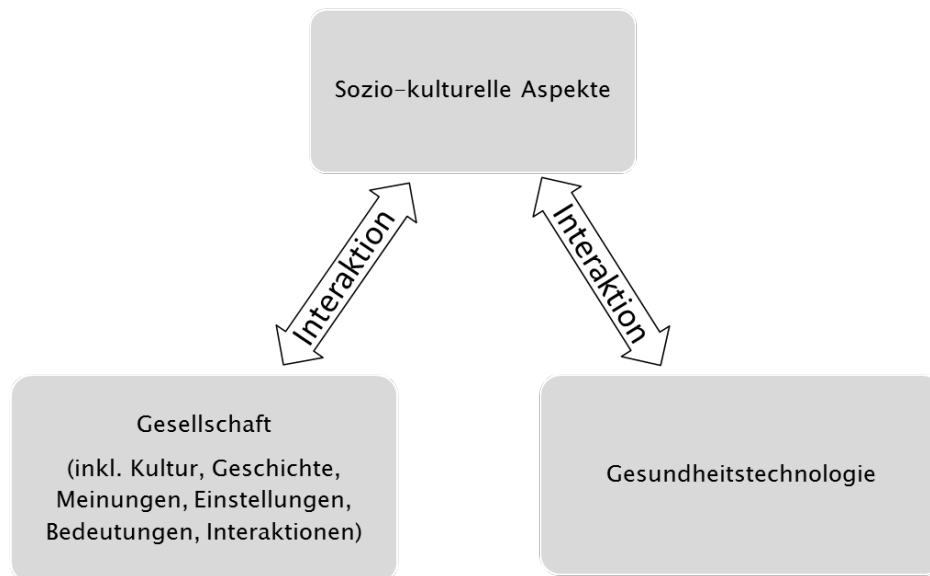 Sozio-kulturelle Aspekte
Interaktion
Interaktion
Gesellschaft
(inkl. Kultur, Geschichte,
Meinungen, Einstellungen,
Bedeutungen, Interaktionen)
Gesundheitstechnologie